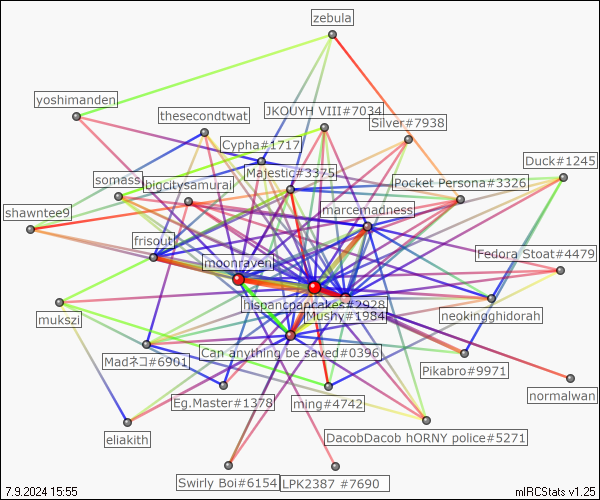 zebula
yoshimanden
thesecondtwat
JKOUYH VIII#7034
Silver#7938
Cypha#1717
Majestic#3375
Duck#1245
somass
bigcitysamurai
Pocket Persona#3326
shawntee9
marcemadness
frisout
moonraven
Fedora Stoat#4479
hispancpancakes#2928
mukszi
Mushy#1984
neokingghidorah
Madネコ#6901
Can anything be saved#0396
Pikabro#9971
normalwan
Eg.Master#1378
ming#4742
eliakith
DacobDacob hORNY police#5271
Swirly Boi#6154
LPK2387 ㅤ#7690
7.9.2024 15:55
mIRCStats v1.25